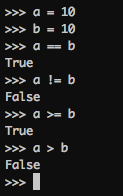 >>> a = 10
>>> b = 10
>>> a == b
True
>>> a != b
False
>>> a >= b
True
>>> a > b
False
>>>